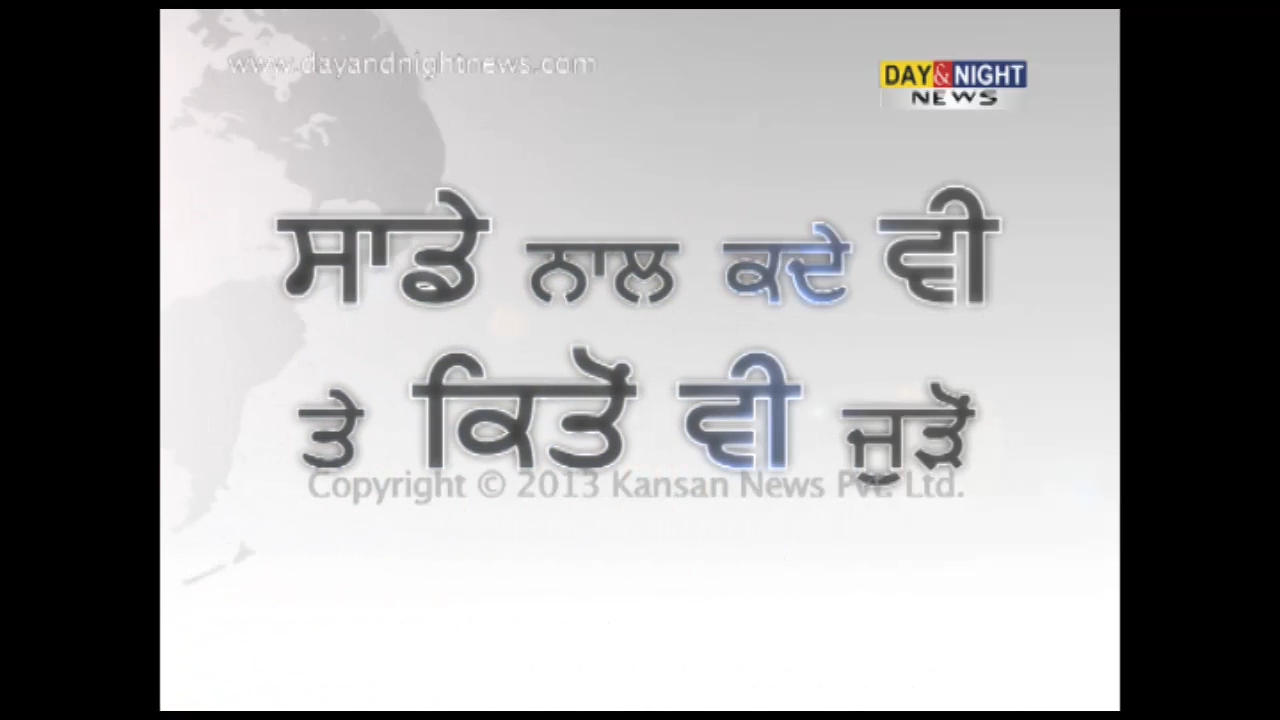 www.dayandnightnews.com
DAY&NIGHT
NEWS
ਸਾਡੇ ਨਾਲ ਕਦੇ ਵੀ
ਤੇ ਕਿਤੋਂ ਵੀ ਜੁੜੋਂ
Copyright © 2013 Kansan News Pvt. Ltd.